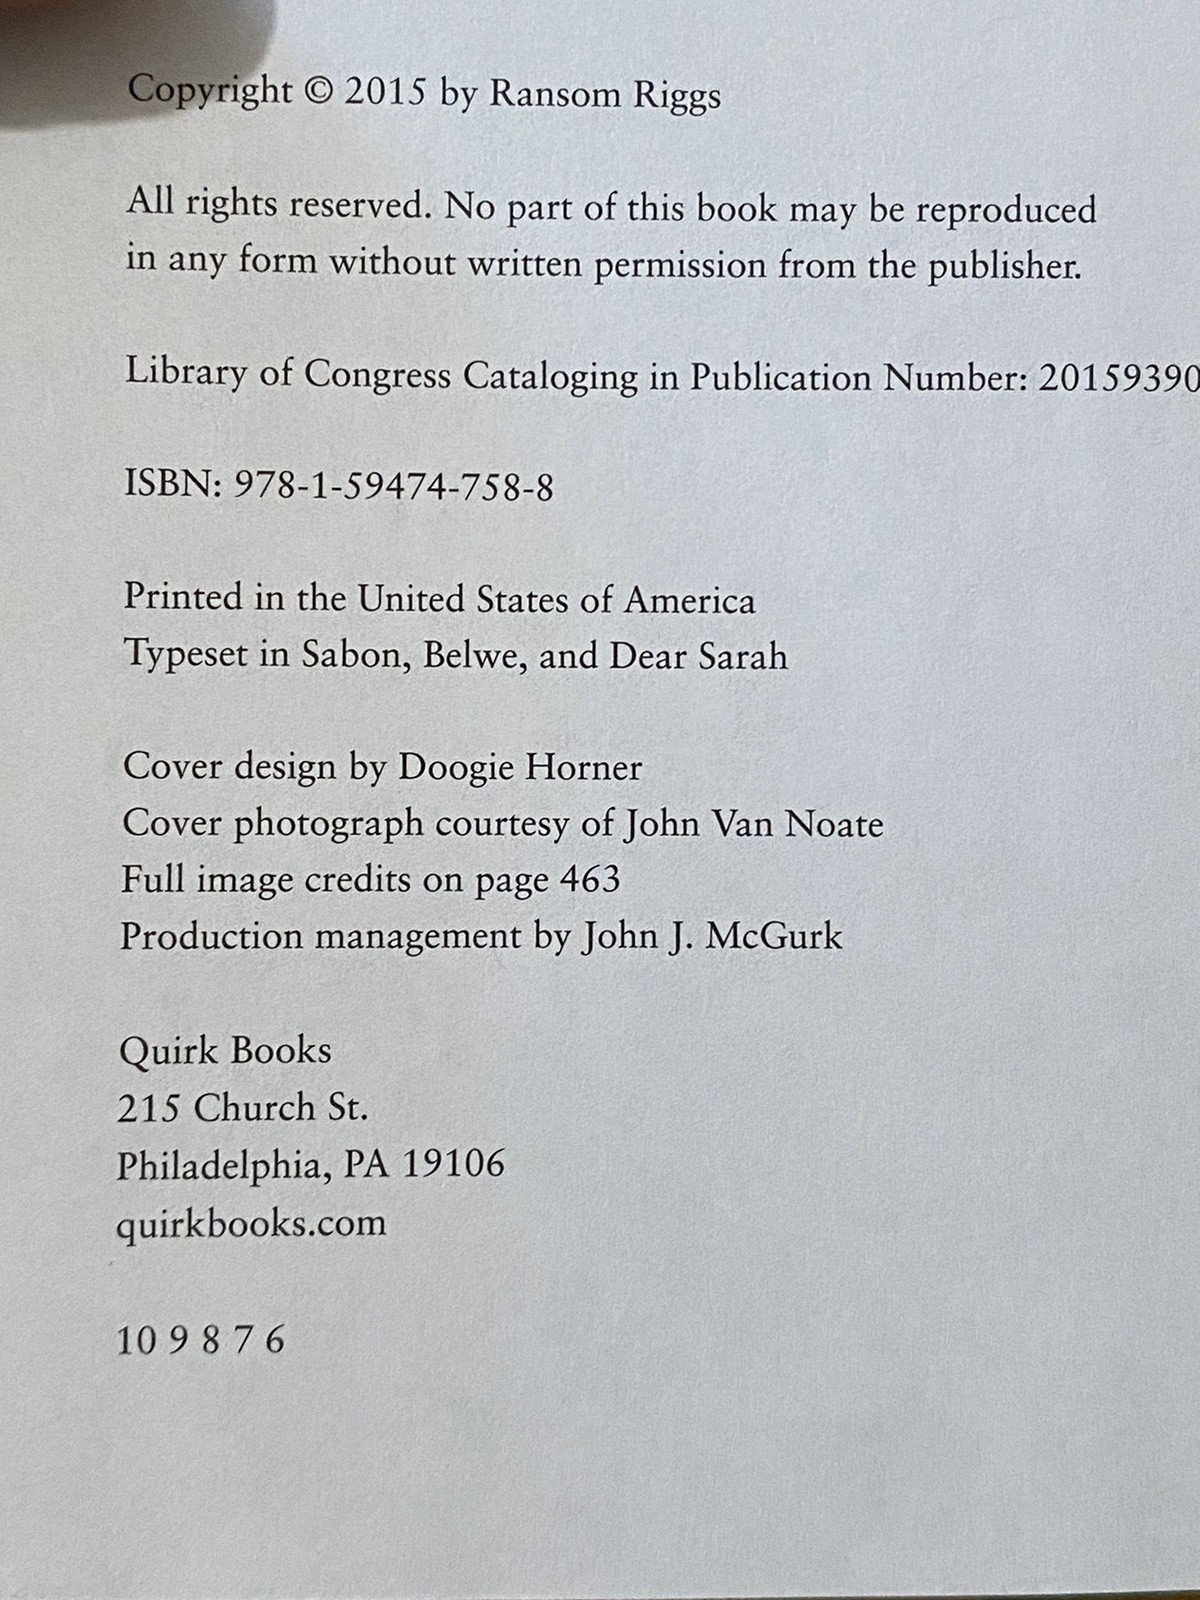 Copyright © 2015 by Ransom Riggs
All rights reserved. No part of this book may be reproduced
in any form without written permission from the publisher.
Library of Congress Cataloging in Publication Number: 20159390
ISBN: 978-1-59474-758-8
Printed in the United States of America
Typeset in Sabon, Belwe, and Dear Sarah
Cover design by Doogie Horner
Cover photograph courtesy of John Van Noate
Full image credits on page 463
Production management by John J. McGurk
Quirk Books
215 Church St.
Philadelphia, PA 19106
quirkbooks.com
10 9 8 7 6